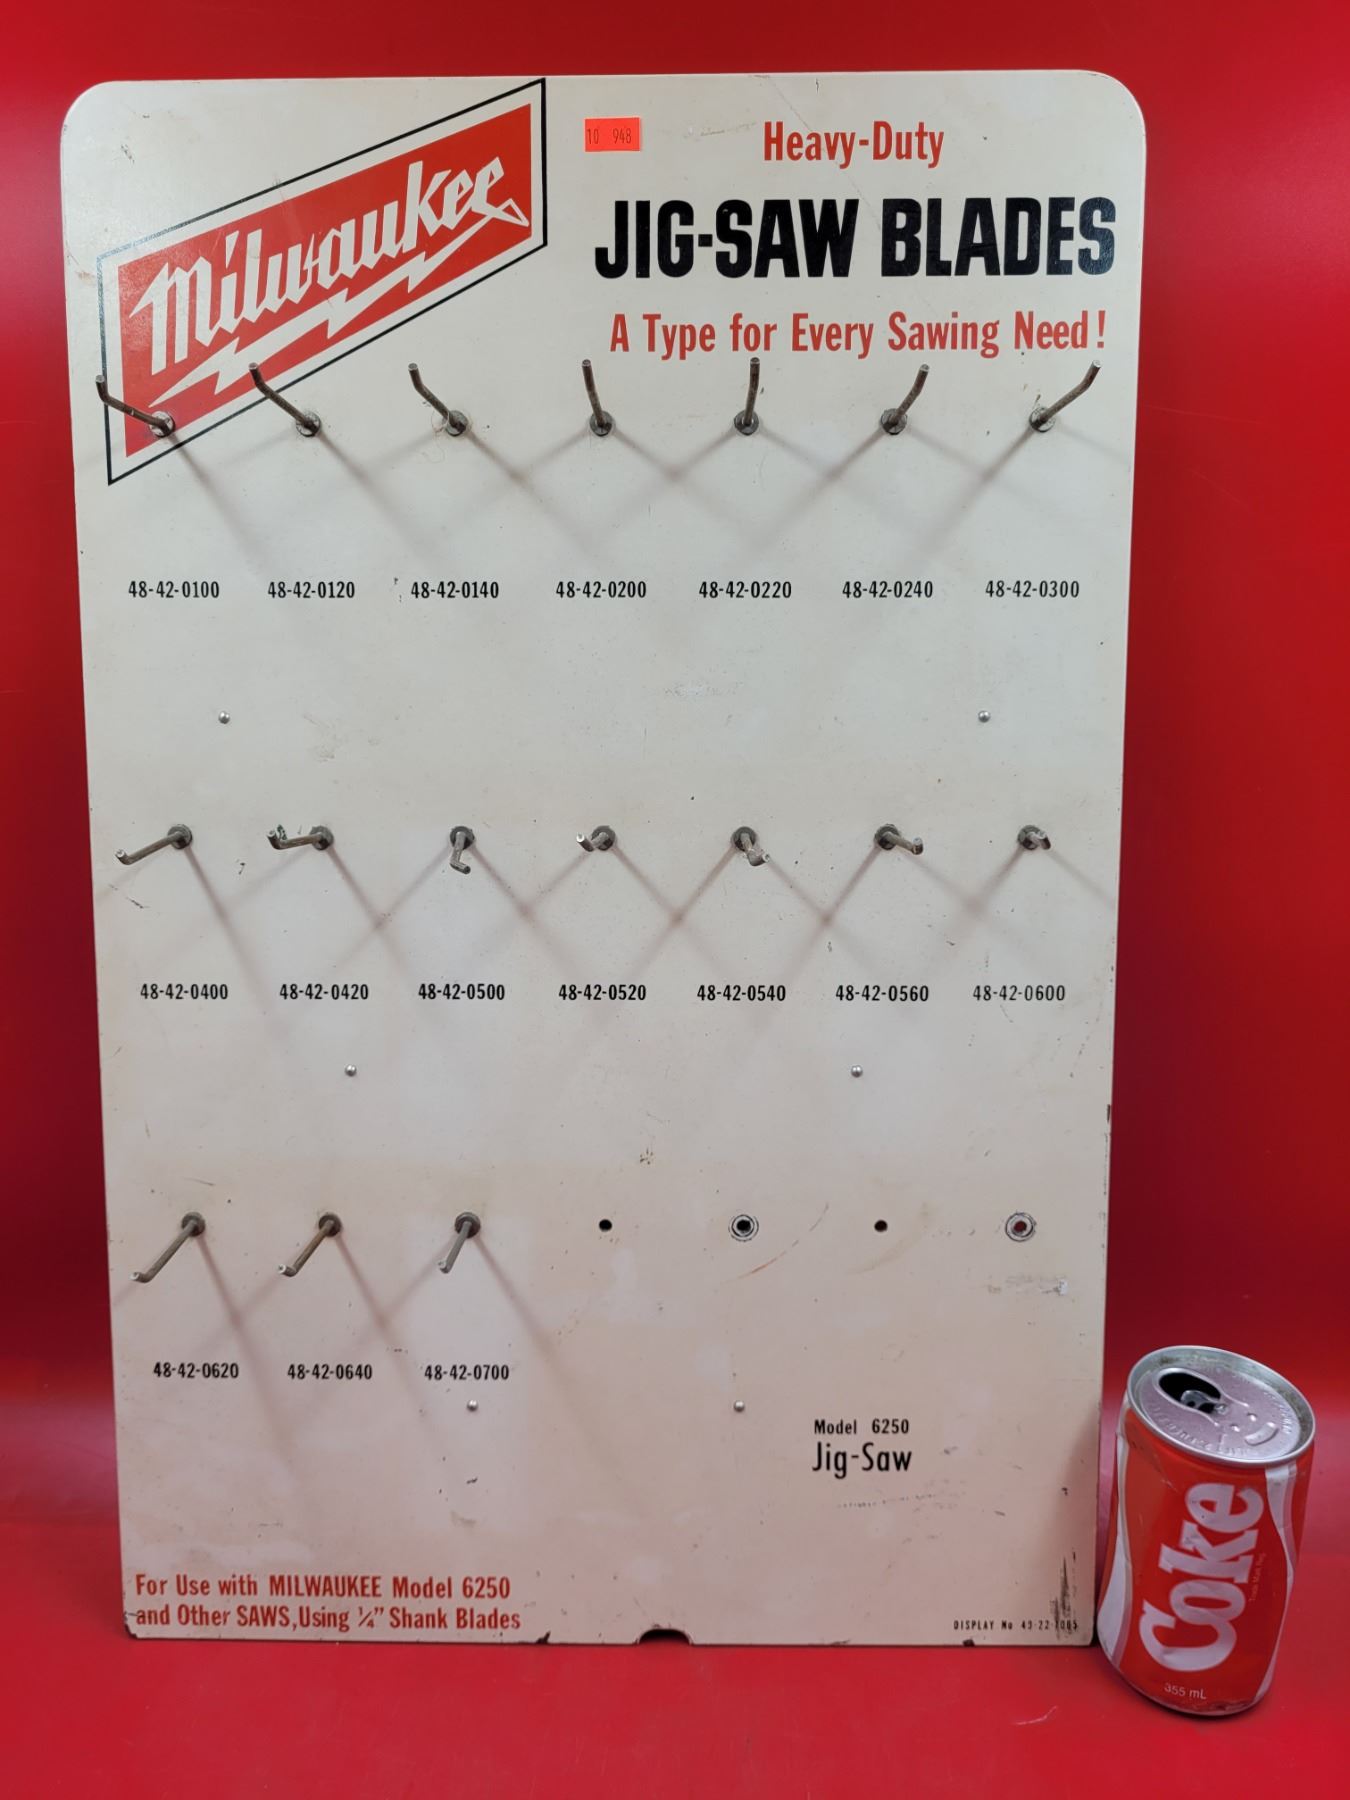 Milwaukee
10 948
Heavy-Duty
JIG-SAW BLADES
A Type for Every Sawing Need!
48-42-0100 48-42-0120 48-42-0140 48-42-0200 48-42-0220 48-42-0240 48-42-0300
48-42-0400 48-42-0420 48-42-0500 48-42-0520 48-42-0540 48-42-0560 48-42-0600
48-42-0620 48-42-0640 48-42-0700
Model 6250
Jig-Saw
For Use with MILWAUKEE Model 6250
and Other SAWS,Using ¼” Shank Blades
DISPLAY No
Coke
355 mL